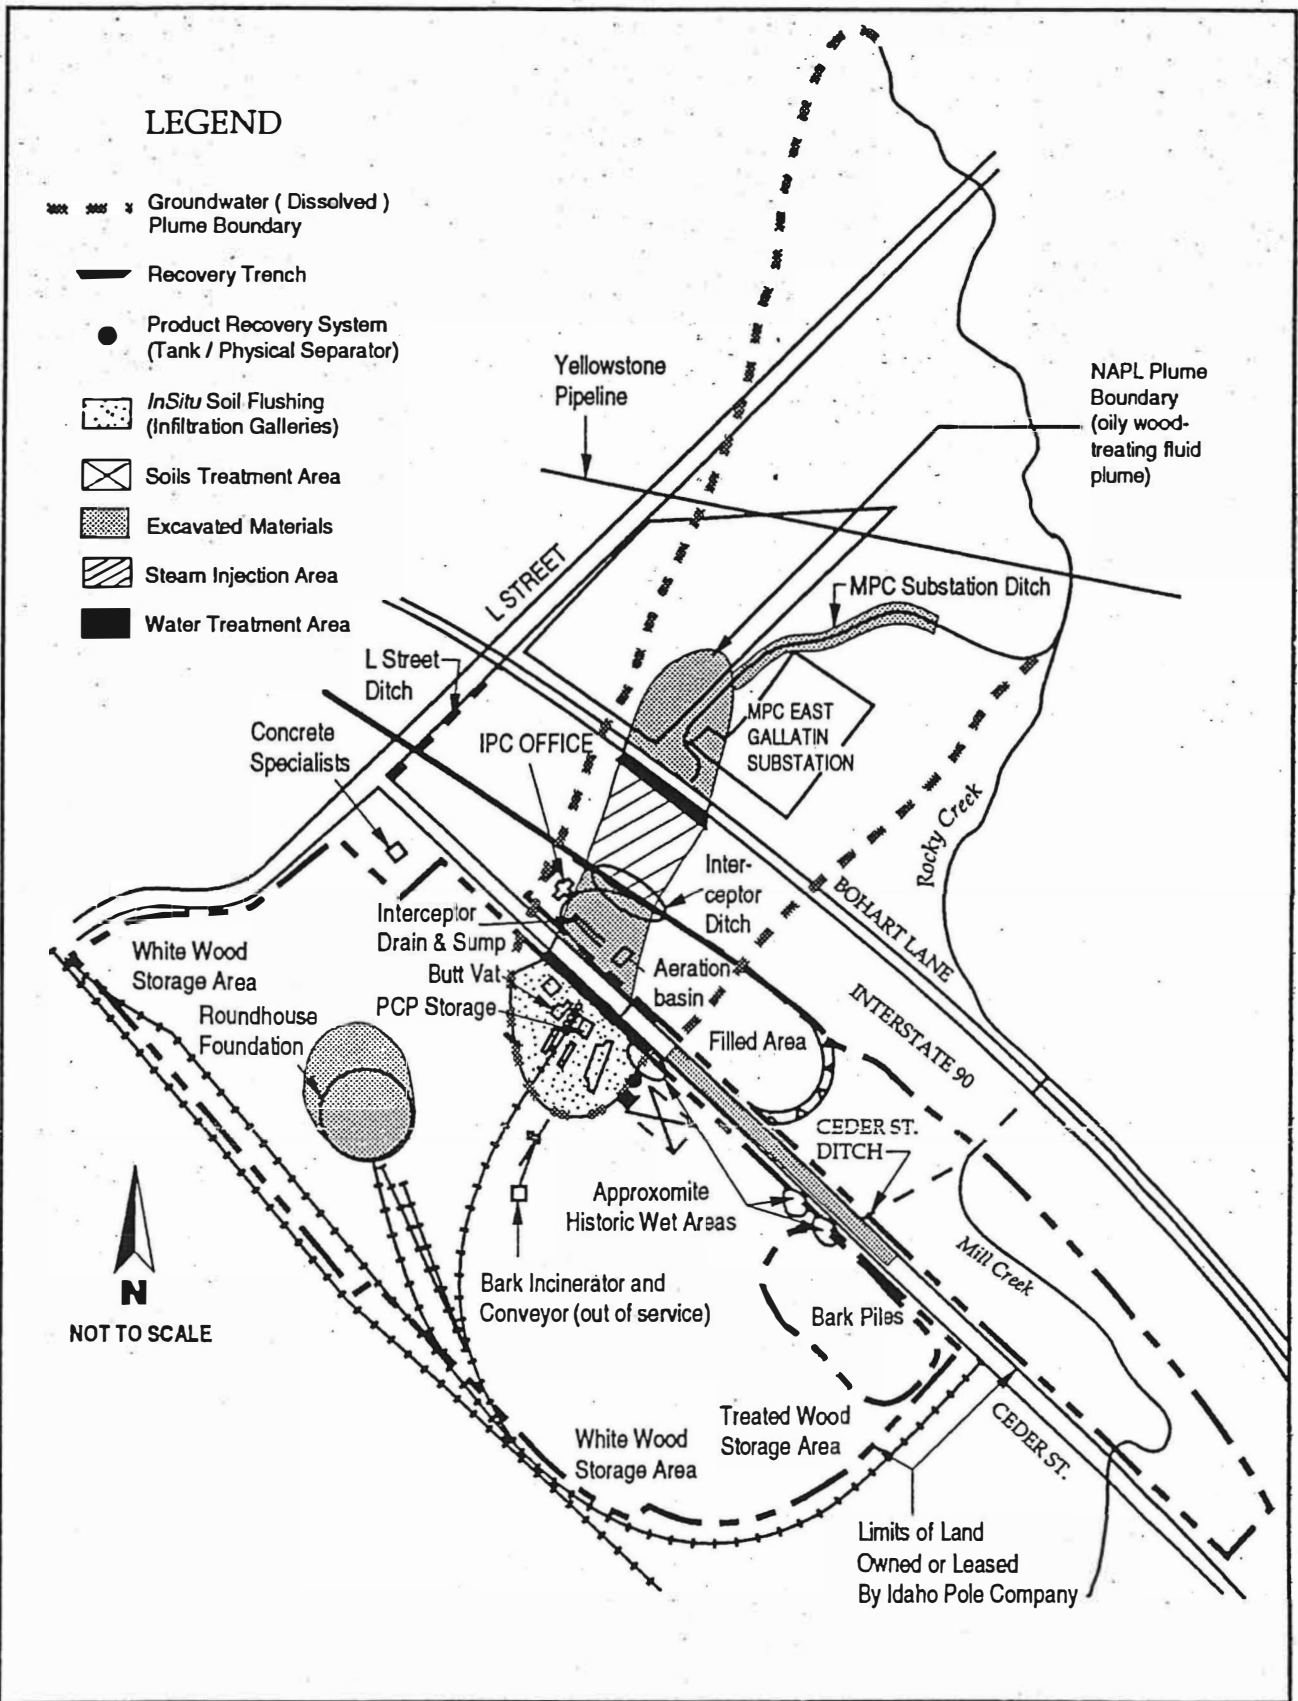 LEGEND
Groundwater ( Dissolved )
Plume Boundary
Recovery Trench
Product Recovery System
(Tank / Physical Separator)
InSitu Soil Flushing
(Infiltration Galleries)
Soils Treatment Area
Excavated Materials
Steam Injection Area
Water Treatment Area
Yellowstone
Pipeline
NAPL Plume
Boundary
(oily wood-
treating fluid
plume)
L STREET
MPC Substation Ditch
L Street
Ditch
Concrete
Specialists
IPC OFFICE
MPC EAST
GALLATIN
SUBSTATION
Rocky Creek
Inter-
ceptor
Ditch
BOHART LANE
INTERSTATE 90
Interceptor
Drain & Sump
Butt Vat
PCP Storage
Aeration
basin
Filled Area
White Wood
Storage Area
Roundhouse
Foundation
CEDER ST.
DITCH
Approxomite
Historic Wet Areas
Mill Creek
N
NOT TO SCALE
Bark Incinerator and
Conveyor (out of service)
Bark Piles
Treated Wood
Storage Area
White Wood
Storage Area
CEDER ST.
Limits of Land
Owned or Leased
By Idaho Pole Company